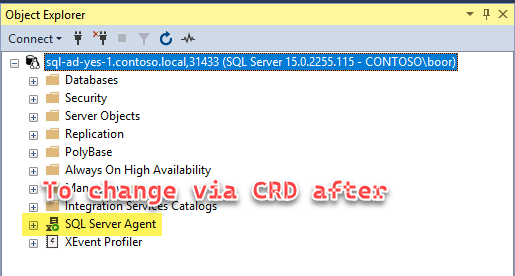 Object Explorer
Connect
sql-ad-yes-1.contoso.local,31433 (SQL Server 15.0.2255.115 - CONTOSO\boor)
Databases
Security
Server Objects
Replication
PolyBase
Always On High Availability
To change via CRD after
Integration Services Catalogs
SQL Server Agent
XEvent Profiler